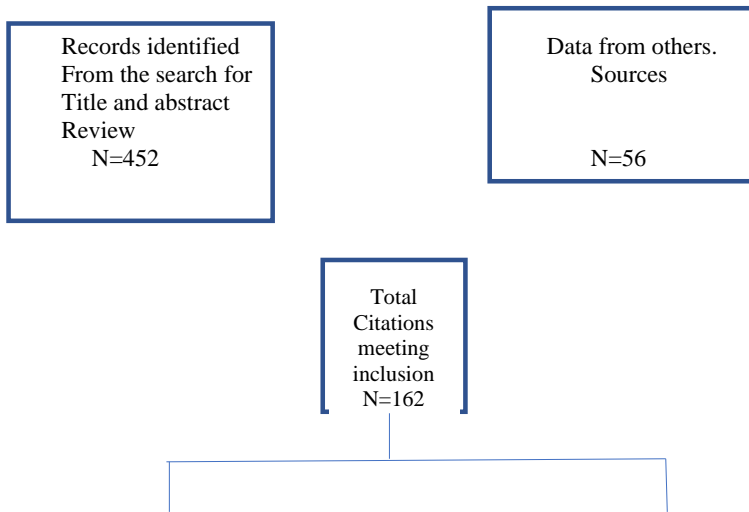 Records identified
From the search for
Title and abstract
Review
N=452
Data from others.
Sources
N=56
Total
Citations
meeting
inclusion
N=162